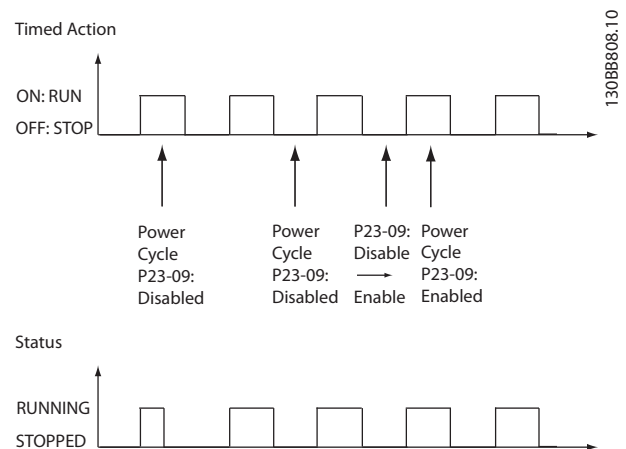 Timed Action
130BB808.10
ON: RUN
OFF: STOP
Power
Cycle
P23-09:
Disabled
Power
Cycle
P23-09:
Disabled
P23-09:
Disable
Enable
Power
Cycle
P23-09:
Enabled
Status
RUNNING
STOPPED